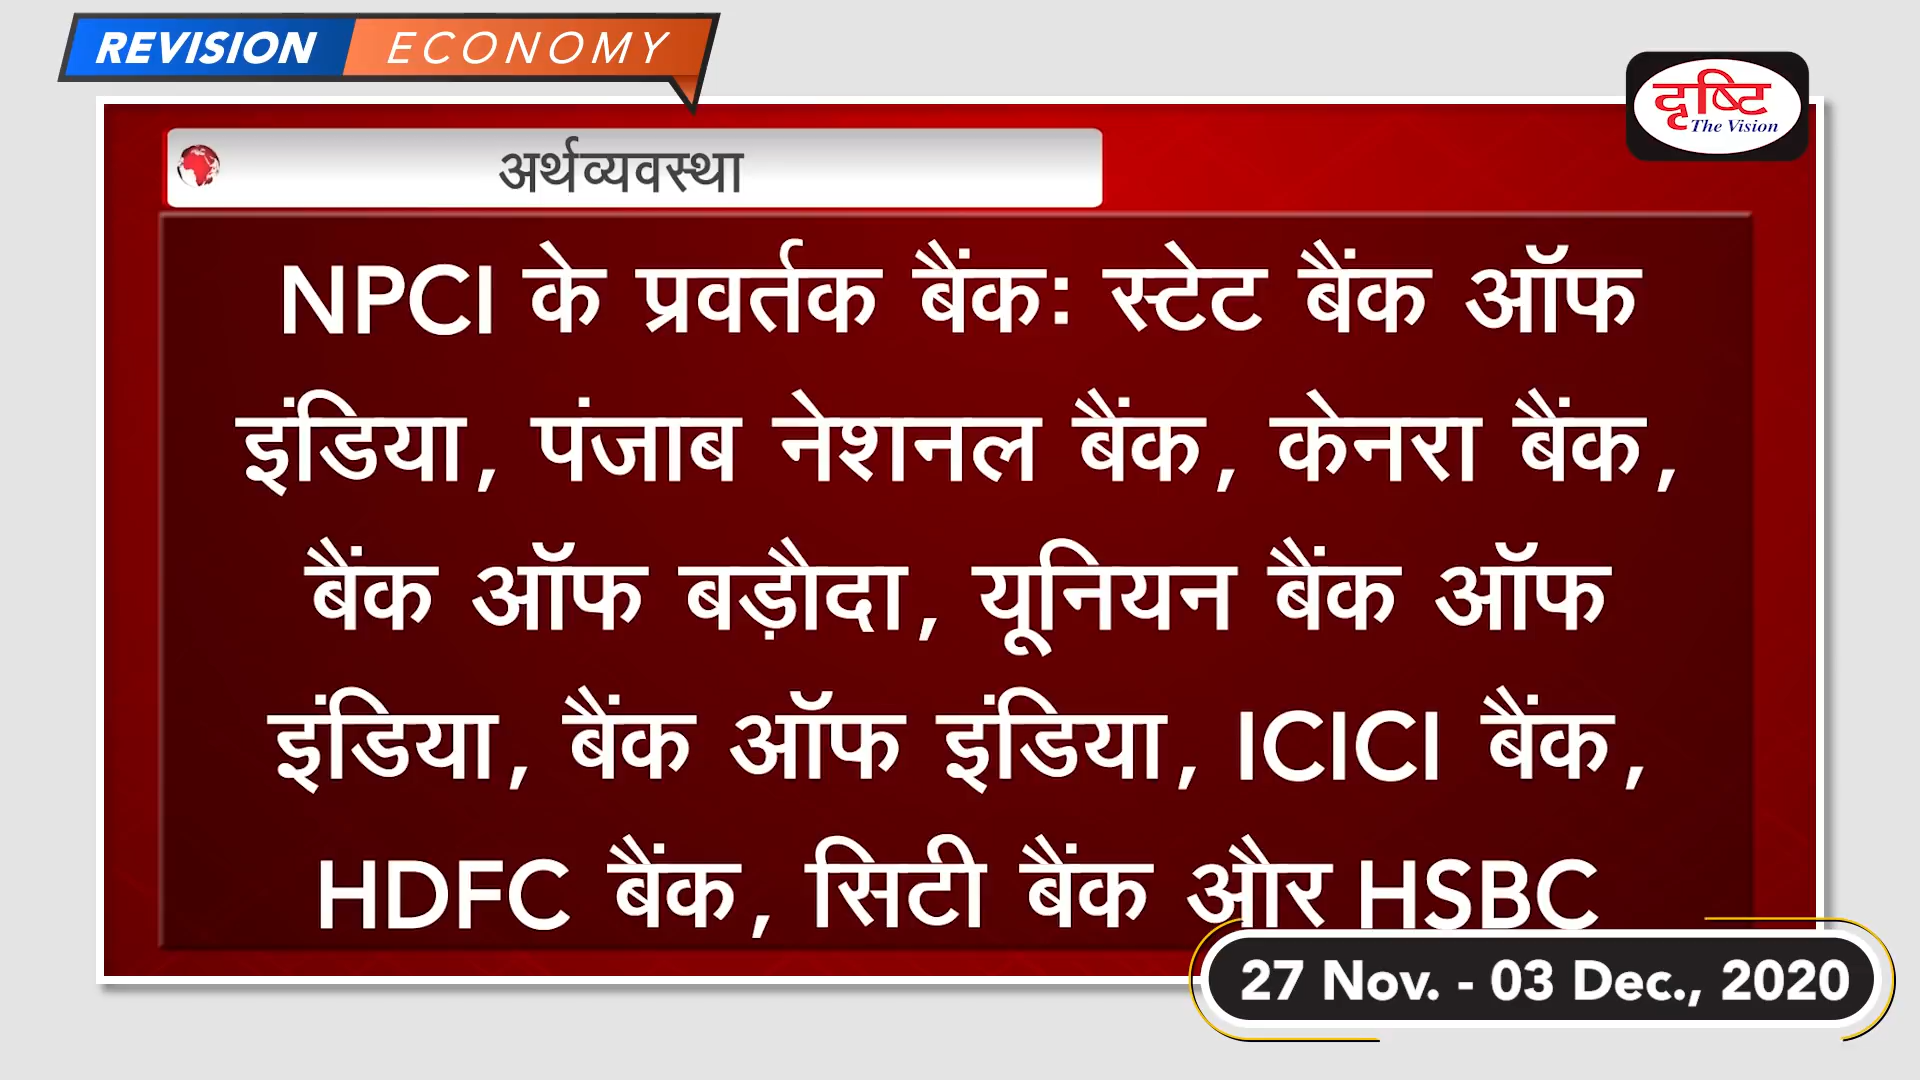 REVISION ECONOMY
दृष्टि
The Vision
अर्थव्यवस्था
NPCI के प्रवर्तक बैंक: स्टेट बैंक ऑफ
इंडिया, पंजाब नेशनल बैंक, केनरा बैंक,
बैंक ऑफ बड़ौदा, यूनियन बैंक ऑफ
इंडिया, बैंक ऑफ इंडिया, ICICI बैंक,
HDFC बैंक, सिटी बैंक और HSBC
27 Nov. - 03 Dec., 2020